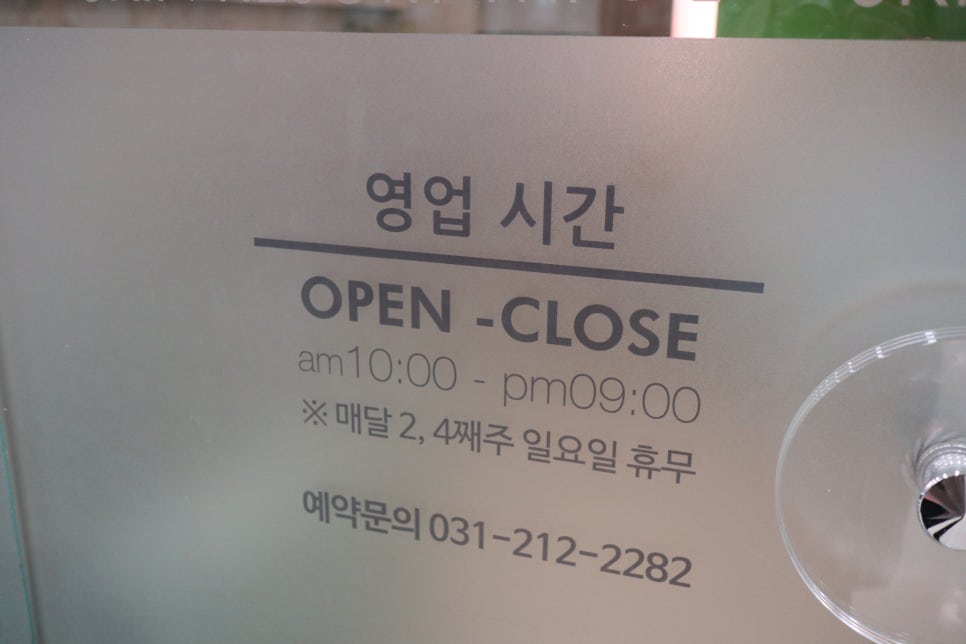 영업 시간
OPEN -CLOSE
am10:00 - pm09:00
※ 매달 2, 4째주 일요일 휴무
예약문의 031-212-2282